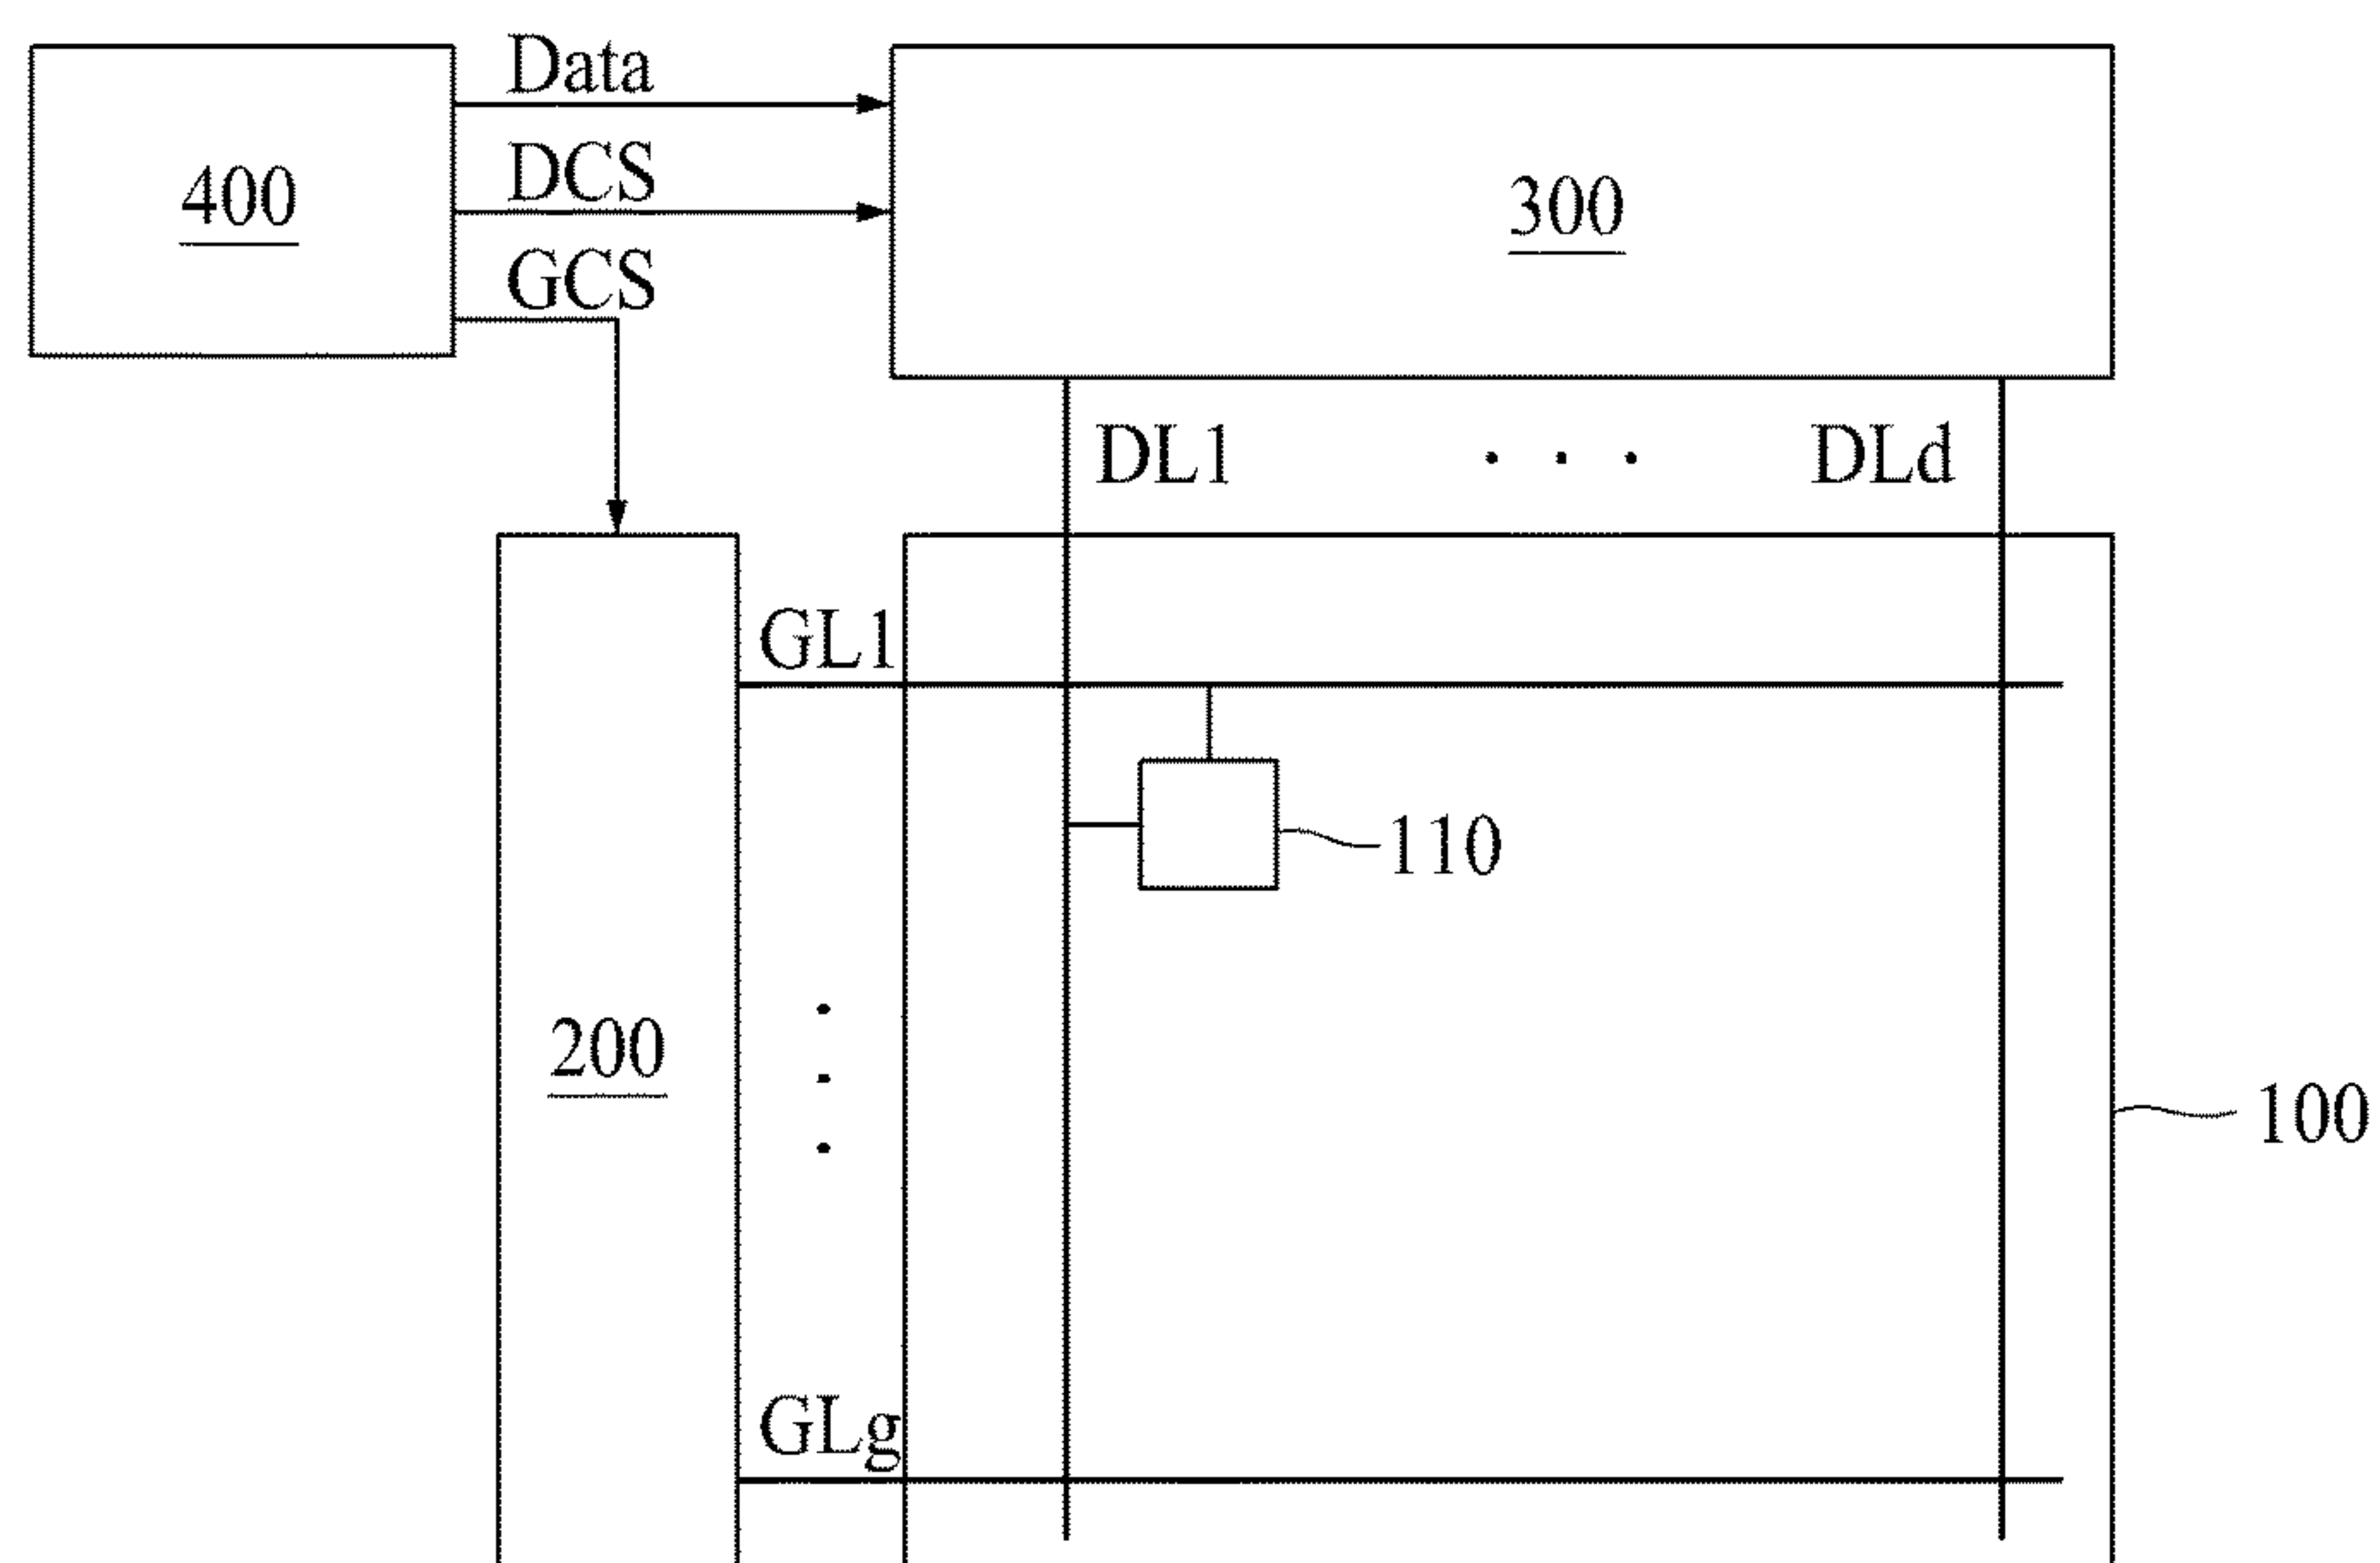 Data
400
DCS
300
GCS
DL1 . . . DLd
GL1
110
200
100
GLg